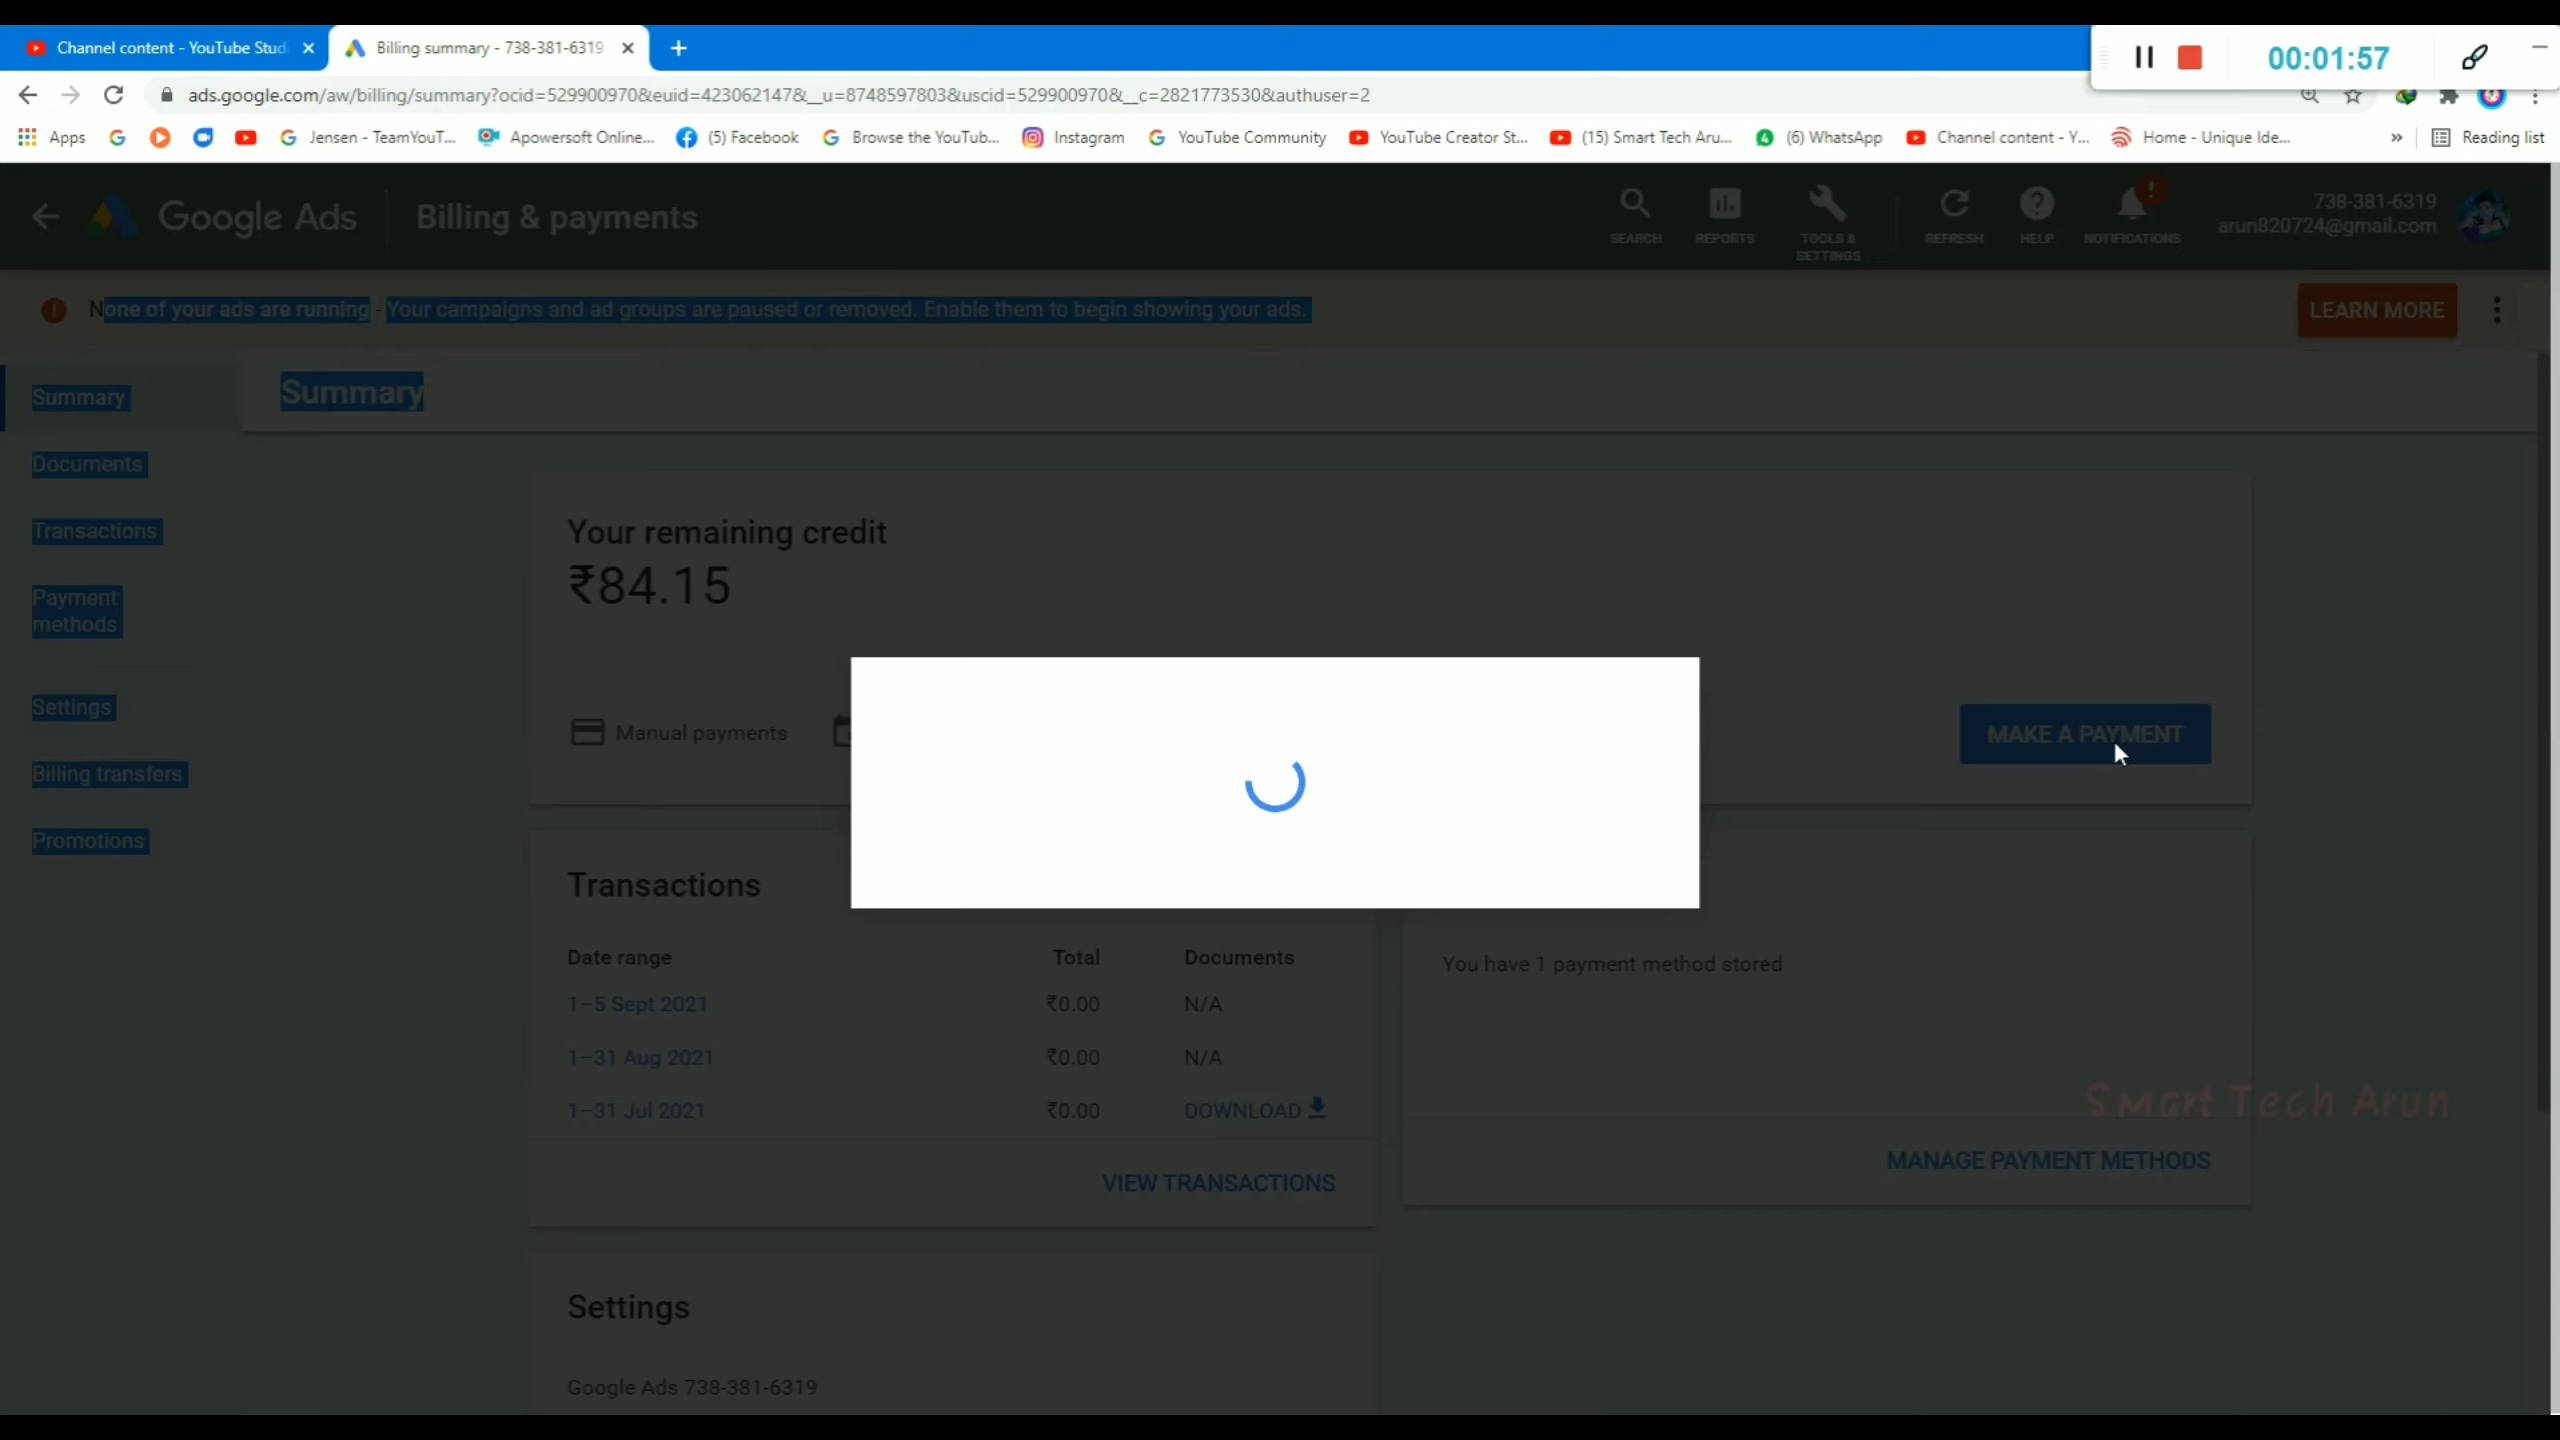 Channel content - YouTube Studi
Billing summary - 738-381-6319
00:01:57
ads.google.com/aw/billing/summary?ocid=529900970&euid=423062147&__u=8748597803&uscid=529900970&__c=2821773530&authuser=2
Apps
Jensen - TeamYouT...
Apowersoft Online...
(5) Facebook
Browse the YouTub...
Instagram
YouTube Community
YouTube Creator St...
(15) Smart Tech Aru...
(6) WhatsApp
Channel content - Y...
Home - Unique Ide...
Reading list
Google Ads
Billing & payments
SEARCH
REPORTS
TOOLS &
SETTINGS
REFRESH
HELP
NOTIFICATIONS
738-381-6319
arun820724@gmail.com
None of your ads are running - Your campaigns and ad groups are paused or removed. Enable them to begin showing your ads.
LEARN MORE
Summary
Documents
Transactions
Payment
methods
Settings
Billing transfers
Promotions
Summary
Your remaining credit
₹84.15
Manual payments
MAKE A PAYMENT
Transactions
Date range Total Documents
1–5 Sept 2021 ₹0.00 N/A
1–31 Aug 2021 ₹0.00 N/A
1–31 Jul 2021 ₹0.00 DOWNLOAD
VIEW TRANSACTIONS
You have 1 payment method stored
Smart Tech Arun
MANAGE PAYMENT METHODS
Settings
Google Ads 738-381-6319